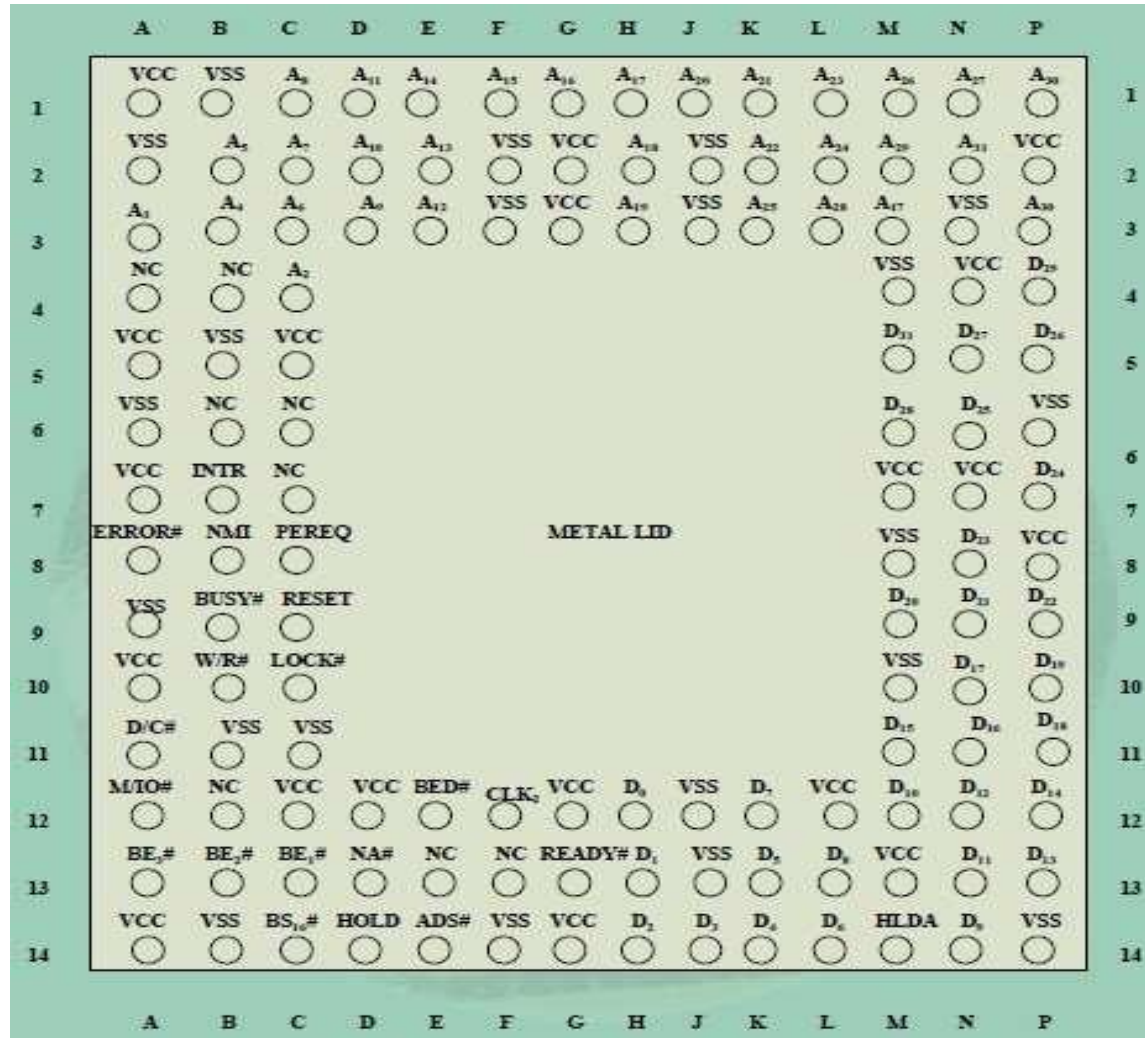 A B C D E F G H J K L M N P
VCC VSS A₈ A₁₁ A₁₄ A₁₅ A₁₆ A₁₇ A₂₀ A₂₁ A₂₃ A₂₆ A₂₇ A₃₀
1 1
VSS A₅ A₇ A₁₀ A₁₃ VSS VCC A₁₈ VSS A₂₂ A₂₄ A₂₉ A₃₁ VCC
2 2
A₃ A₄ A₆ A₉ A₁₂ VSS VCC A₁₉ VSS A₂₅ A₂₈ A₁₇ VSS A₃₀
3 3
NC NC A₂ VSS VCC D₂₉
4 4
VCC VSS VCC D₃₁ D₂₇ D₂₆
5 5
VSS NC NC D₂₈ D₂₅ VSS
6 6
VCC INTR NC VCC VCC D₂₄
7 7
ERROR# NMI PEREQ METAL LID VSS D₂₃ VCC
8 8
VSS BUSY# RESET D₂₀ D₂₁ D₂₂
9 9
VCC W/R# LOCK# VSS D₁₇ D₁₉
10 10
D/C# VSS VSS D₁₅ D₁₆ D₁₈
11 11
M/IO# NC VCC VCC BED# CLK₂ VCC D₀ VSS D₇ VCC D₁₀ D₁₂ D₁₄
12 12
BE₃# BE₂# BE₁# NA# NC NC READY# D₁ VSS D₅ D₈ VCC D₁₁ D₁₃
13 13
VCC VSS BS₁₆# HOLD ADS# VSS VCC D₂ D₃ D₄ D₆ HLDA D₉ VSS
14 14
A B C D E F G H J K L M N P